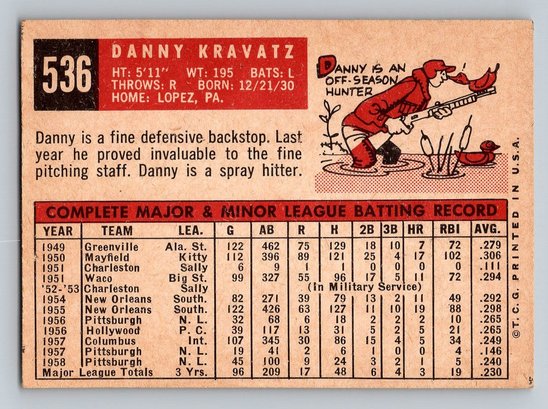 536
DANNY KRAVATZ
HT: 5'11" WT: 195 BATS: L
THROWS: R BORN: 12/21/30
HOME: LOPEZ, PA.
DANNY IS AN
OFF-SEASON
HUNTER
Danny is a fine defensive backstop. Last
year he proved invaluable to the fine
pitching staff. Danny is a spray hitter.
COMPLETE MAJOR & MINOR LEAGUE BATTING RECORD
YEAR TEAM LEA. G AB R H 2B 3B HR RBI AVG.
1949 Greenville Ala. St. 122 462 75 129 18 10 7 72 .279
1950 Mayfield Kitty 112 396 89 121 25 4 17 102 .306
1951 Charleston Sally 6 9 1 1 0 0 0 0 .111
1951 Waco Big St. 99 327 55 96 17 5 11 72 .294
'52-'53 Charleston Sally (In Military Service)
1954 New Orleans South. 82 271 39 79 13 2 11 49 .292
1955 New Orleans South. 122 426 63 127 11 10 19 88 .298
1956 Pittsburgh N. L. 32 68 6 18 2 2 2 10 .265
1956 Hollywood P. C. 39 117 13 31 6 3 5 21 .265
1957 Columbus Int. 107 345 30 86 15 4 6 34 .249
1957 Pittsburgh N. L. 19 41 2 6 1 0 0 4 .146
1958 Pittsburgh N. L. 45 100 9 24 3 2 1 5 .240
Major League Totals 3 Yrs. 96 209 17 48 6 4 3 20 .230
©T.C.G. PRINTED IN U.S.A.